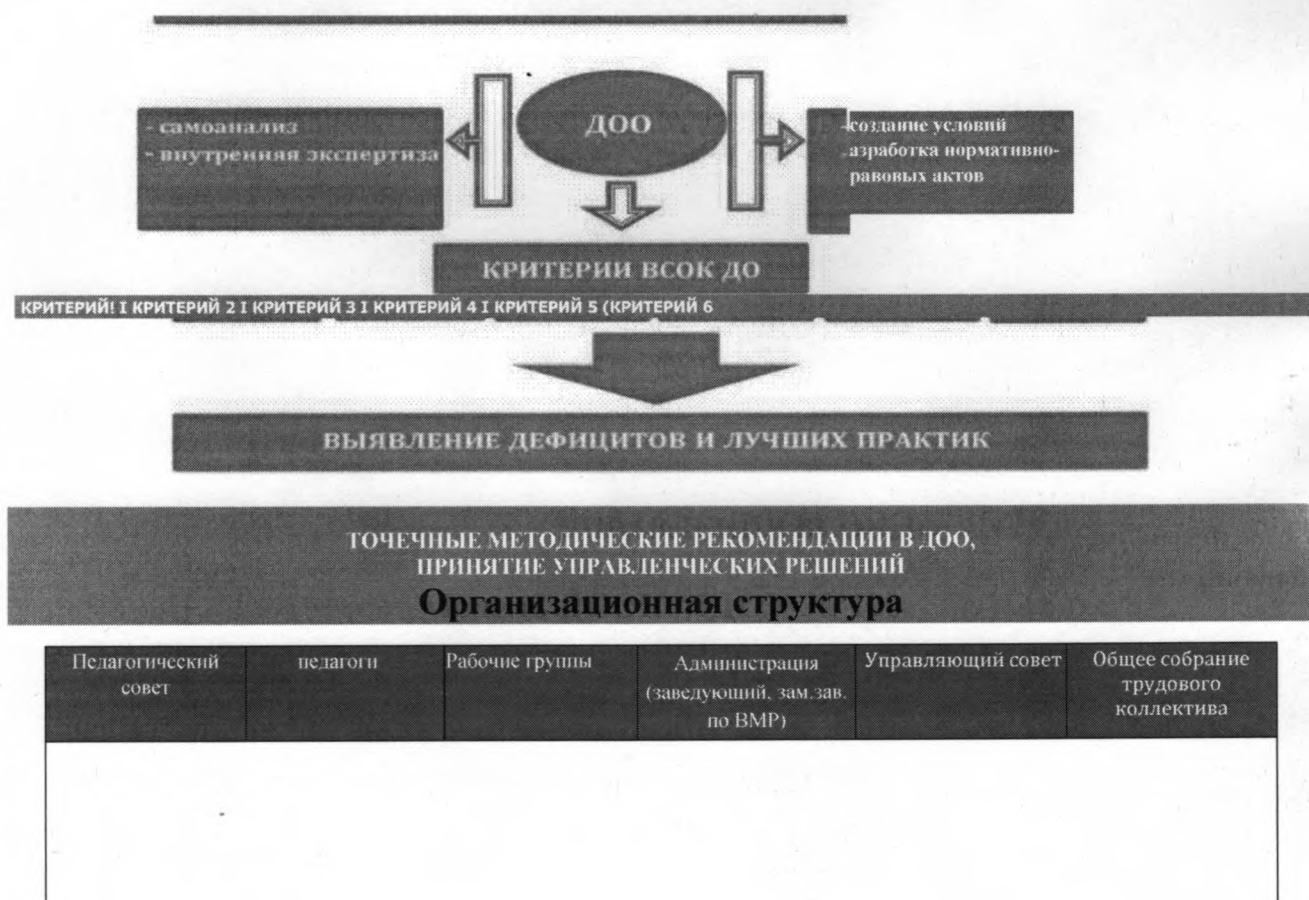 ДОО
- самоанализ
- внутренняя экспертиза
-создание условий
азработка нормативно-
равовых актов
КРИТЕРИИ ВСОК ДО
КРИТЕРИЙ! I КРИТЕРИЙ 2 I КРИТЕРИЙ 3 I КРИТЕРИЙ 4 I КРИТЕРИЙ 5 (КРИТЕРИЙ 6
ВЫЯВЛЕНИЕ ДЕФИЦИТОВ И ЛУЧШИХ ПРАКТИК
ТОЧЕЧНЫЕ МЕТОДИЧЕСКИЕ РЕКОМЕНДАЦИИ В ДОО,
ПРИНЯТИЕ УПРАВЛЕНЧЕСКИХ РЕШЕНИЙ
Организационная структура
Педагогический
совет
педагоги
Рабочие группы
Администрация
(заведующий, зам.зав.
по ВМР)
Управляющий совет
Общее собрание
трудового
коллектива